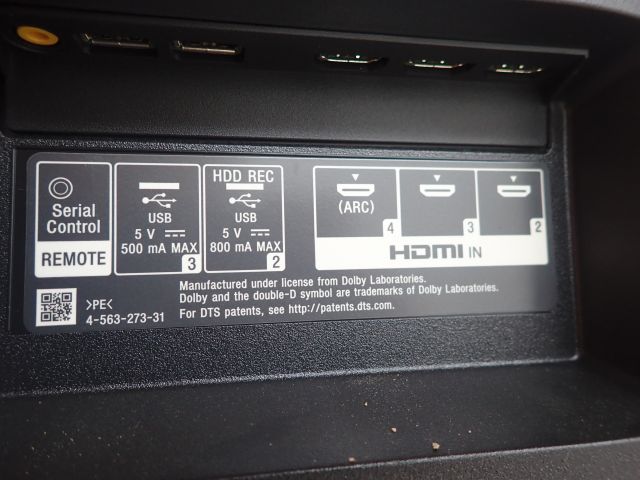 Serial
Control
REMOTE
USB
5 V
500 mA MAX
3
HDD REC
USB
5 V
800 mA MAX
2
(ARC)
4
3
2
HDMI IN
Manufactured under license from Dolby Laboratories.
Dolby and the double-D symbol are trademarks of Dolby Laboratories.
For DTS patents, see http://patents.dts.com.
>PE<
4-563-273-31